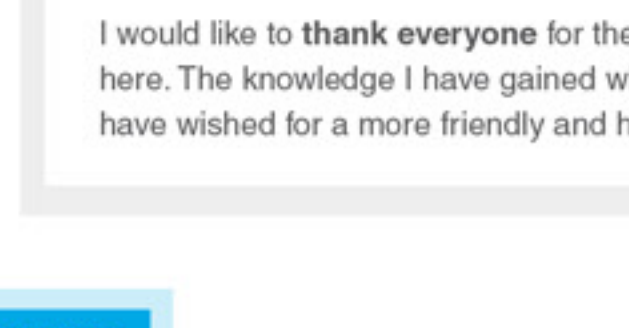 I would like to thank everyone for the
here. The knowledge I have gained w
have wished for a more friendly and h